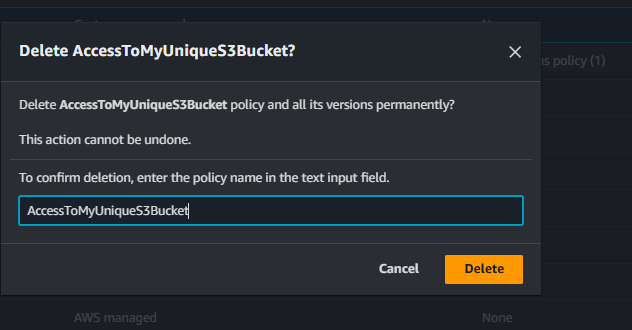 Delete AccessToMyUniqueS3Bucket?
ns policy (1)
Delete AccessToMyUniqueS3Bucket policy and all its versions permanently?
This action cannot be undone.
To confirm deletion, enter the policy name in the text input field.
AccessToMyUniqueS3Bucket
Cancel Delete
AWS managed None